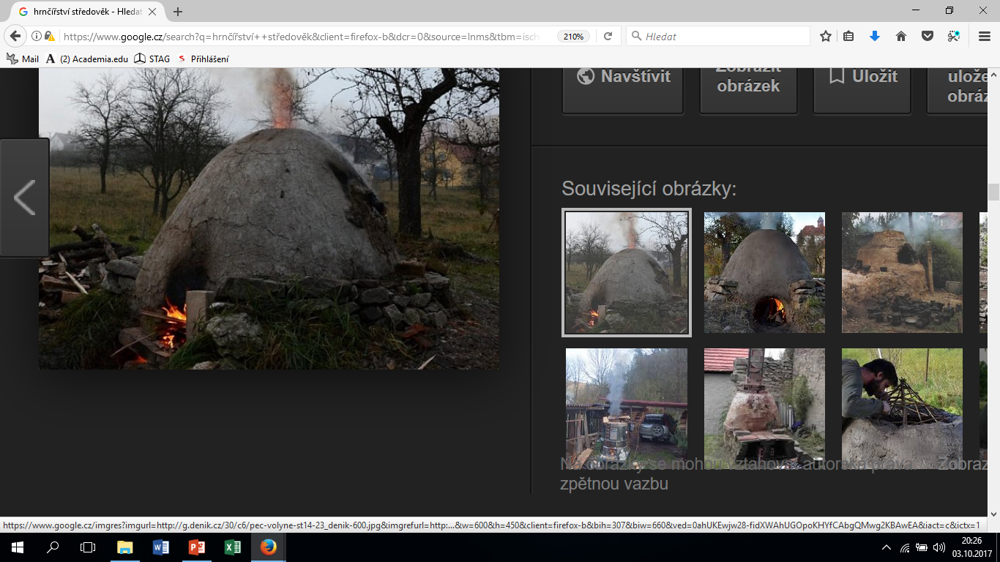 hrnčířství středověk - Hledat
https://www.google.cz/search?q=hrnčířství++středověk&client=firefox-b&dcr=0&source=lnms&tbm=isch
210%
Hledat
Mail
(2) Academia.edu
STAG
Přihlášení
Navštívit
Zobrazit
obrázek
Uložit
ulože
obráz
Související obrázky:
Na obrázky se mohou vztahovat autorská práva. Zobraz
zpětnou vazbu
https://www.google.cz/imgres?imgurl=http://g.denik.cz/30/c6/pec-volyne-st14-23_denik-600.jpg&imgrefurl=http:...&w=600&h=450&client=firefox-b&bih=307&biw=660&ved=0ahUKEwjw28-fidXWAhUGOpoKHYfCAbgQMwg2KBAwEA&iact=c&ictx=1
20:26
03.10.2017